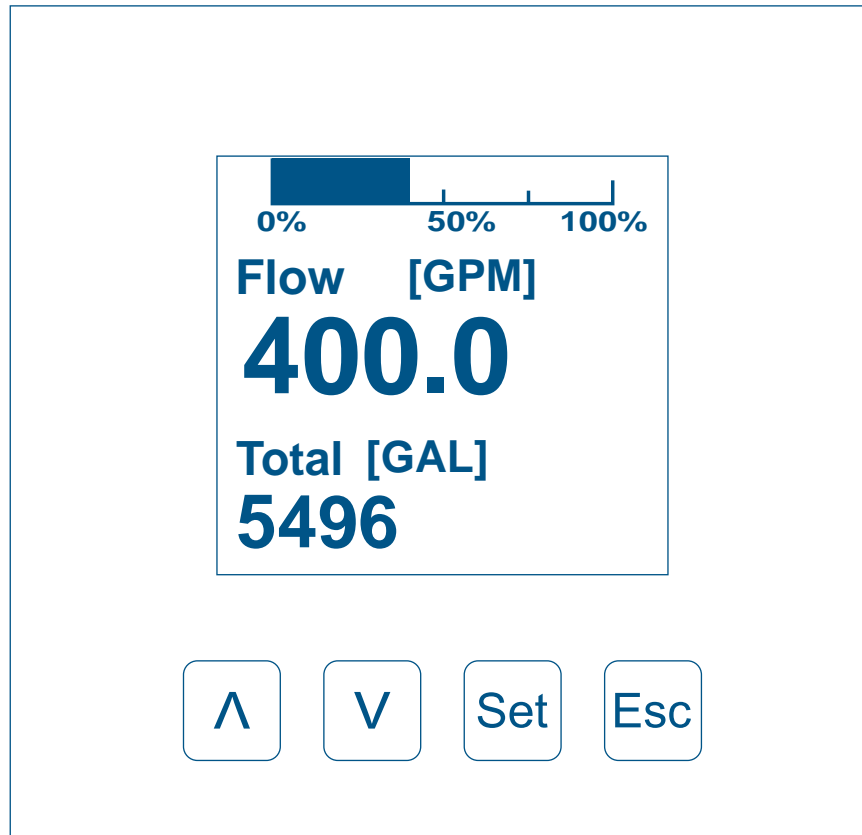 0% 50% 100%
Flow [GPM]
400.0
Total [GAL]
5496
Λ V Set Esc